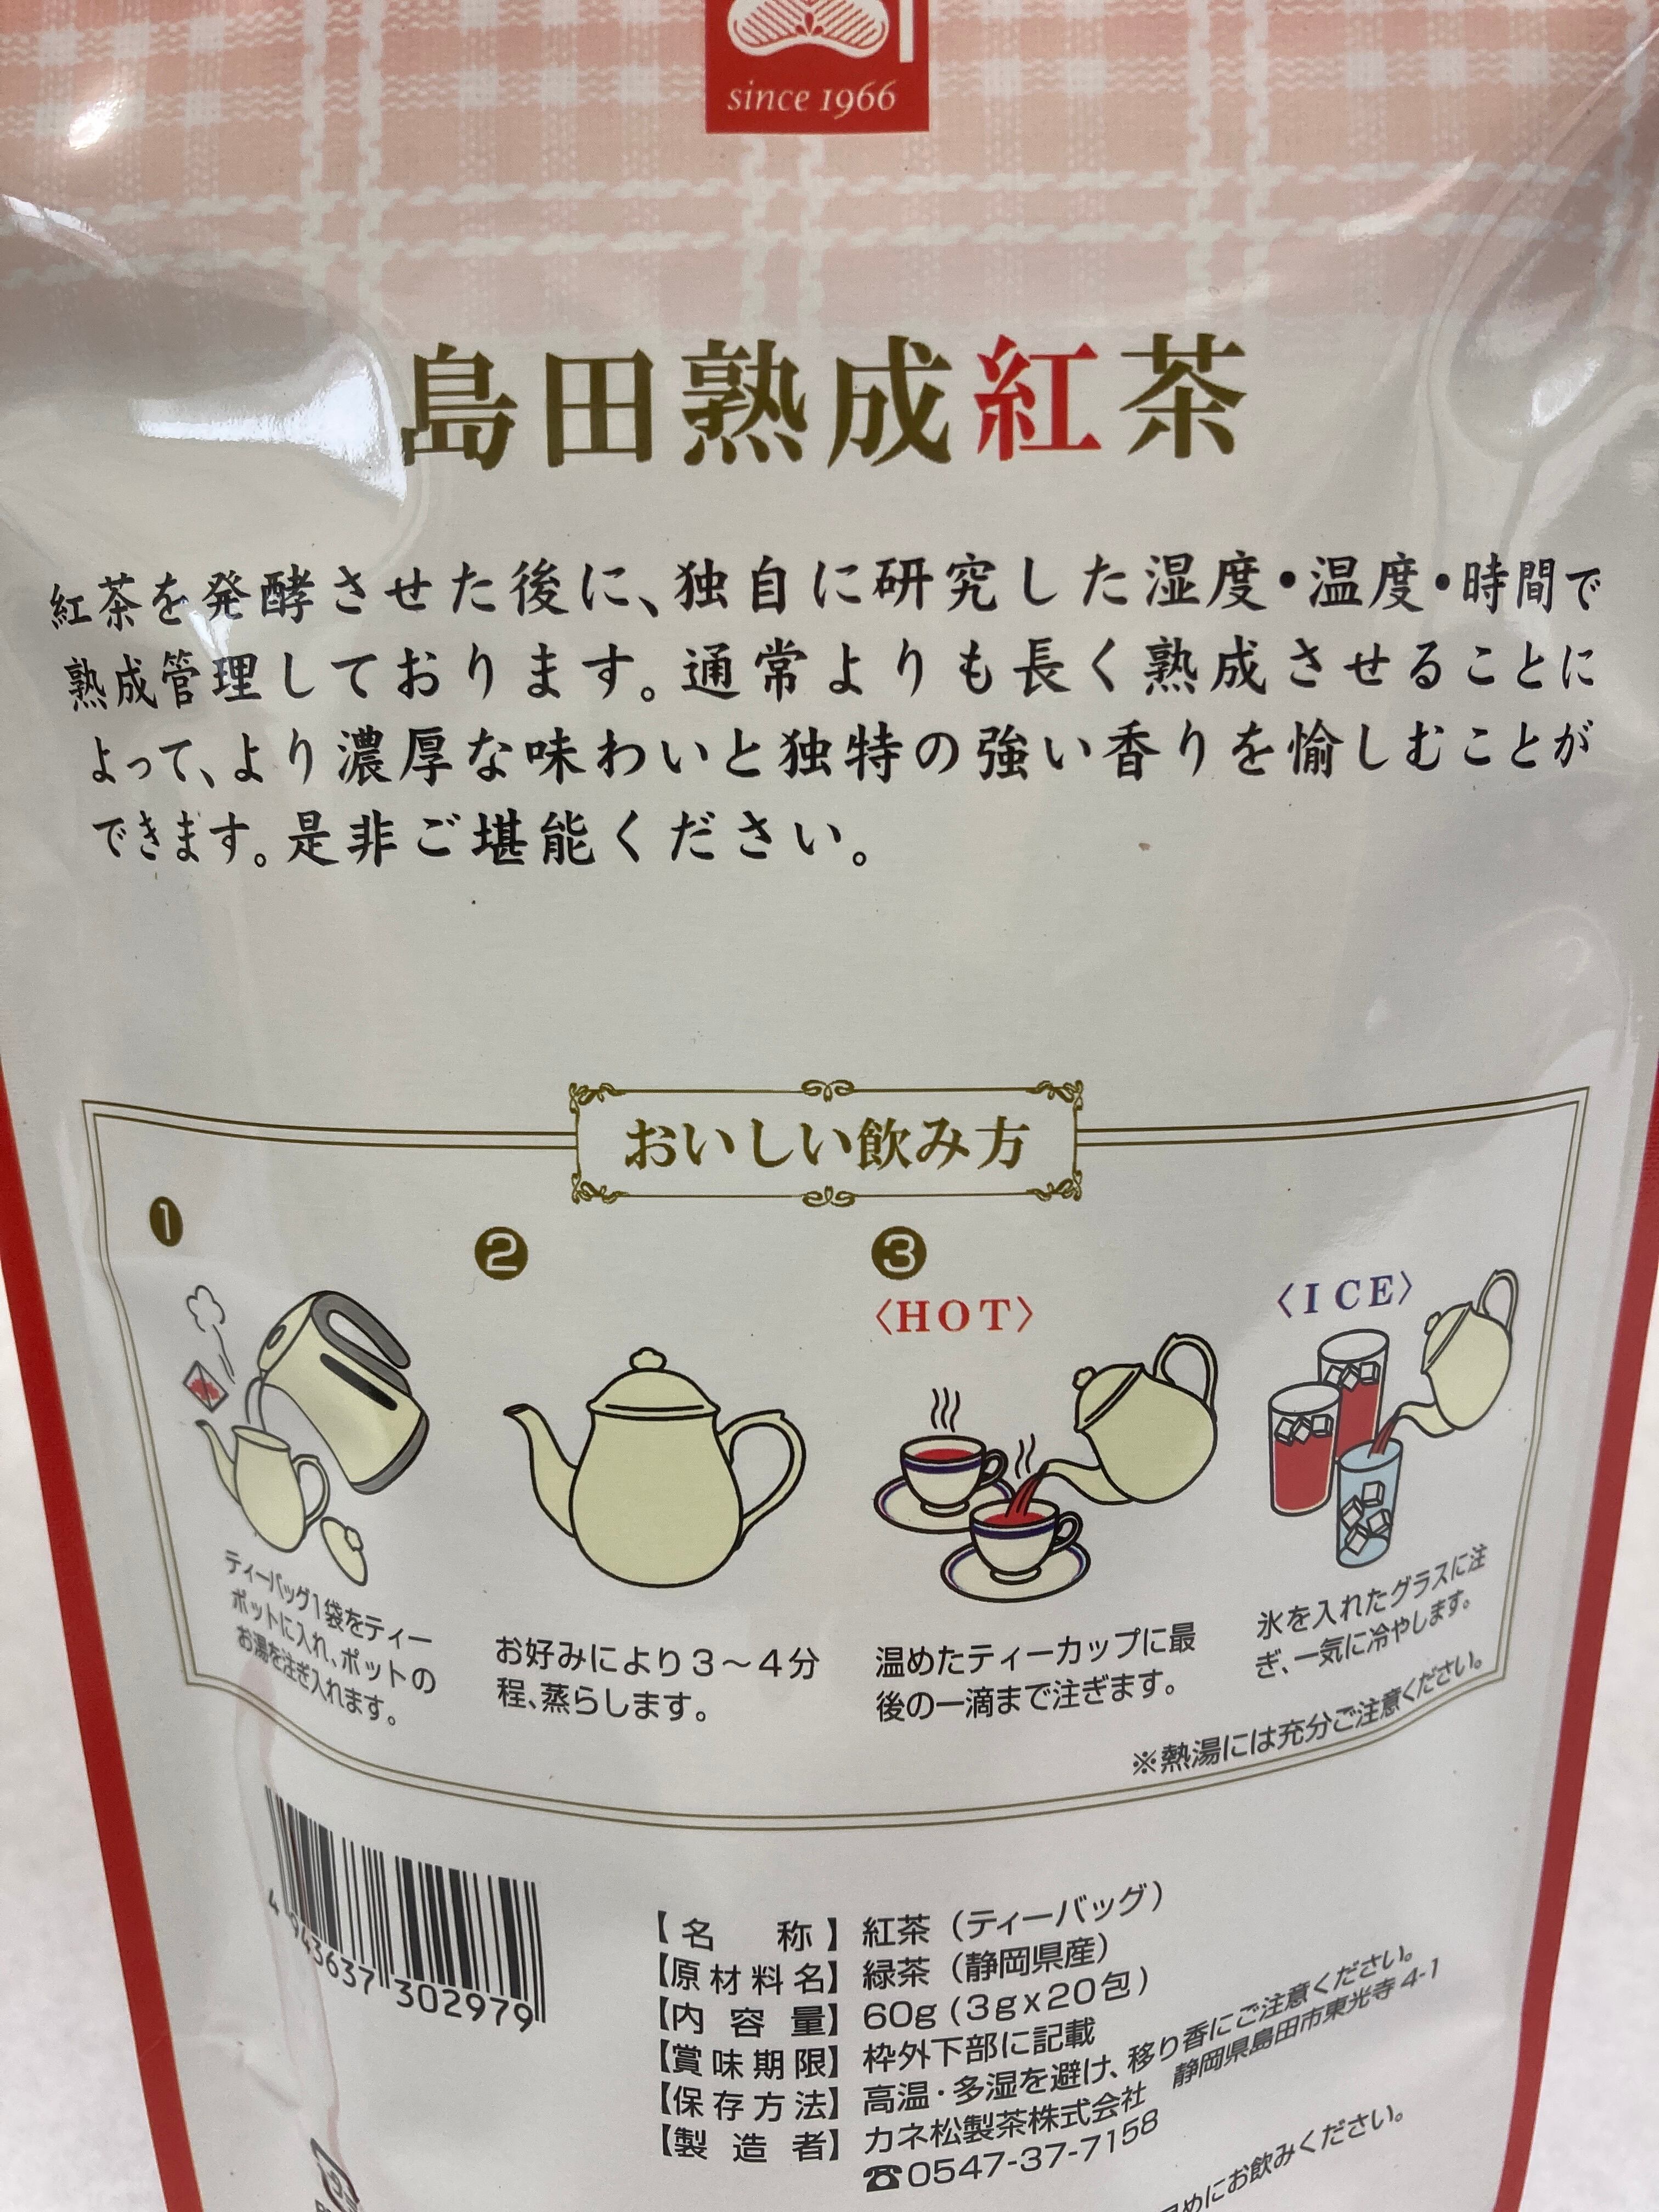 since 1966
島田熟成紅茶
紅茶を発酵させた後に、独自に研究した湿度・温度・時間で
熟成管理しております。通常よりも長く熟成させることに
よって、より濃厚な味わいと独特の強い香りを愉しむことが
できます。是非ご堪能ください。
おいしい飲み方
1
ティーバッグ1袋をティー
ポットに入れ、ポットの
お湯を注ぎ入れます。
2
お好みにより3〜4分
程、蒸らします。
3
〈HOT〉
温めたティーカップに最
後の一滴まで注ぎます。
〈ICE〉
氷を入れたグラスに注
ぎ、一気に冷やします。
※熱湯には充分ご注意ください。
4 943637 302979
【名称】紅茶（ティーバッグ）
【原材料名】緑茶（静岡県産）
【内容量】60g（3g×20包）
【賞味期限】枠外下部に記載
【保存方法】高温・多湿を避け、移り香にご注意ください。
【製造者】カネ松製茶株式会社 静岡県島田市東光寺4-1
☎0547-37-7158
めにお飲みください。